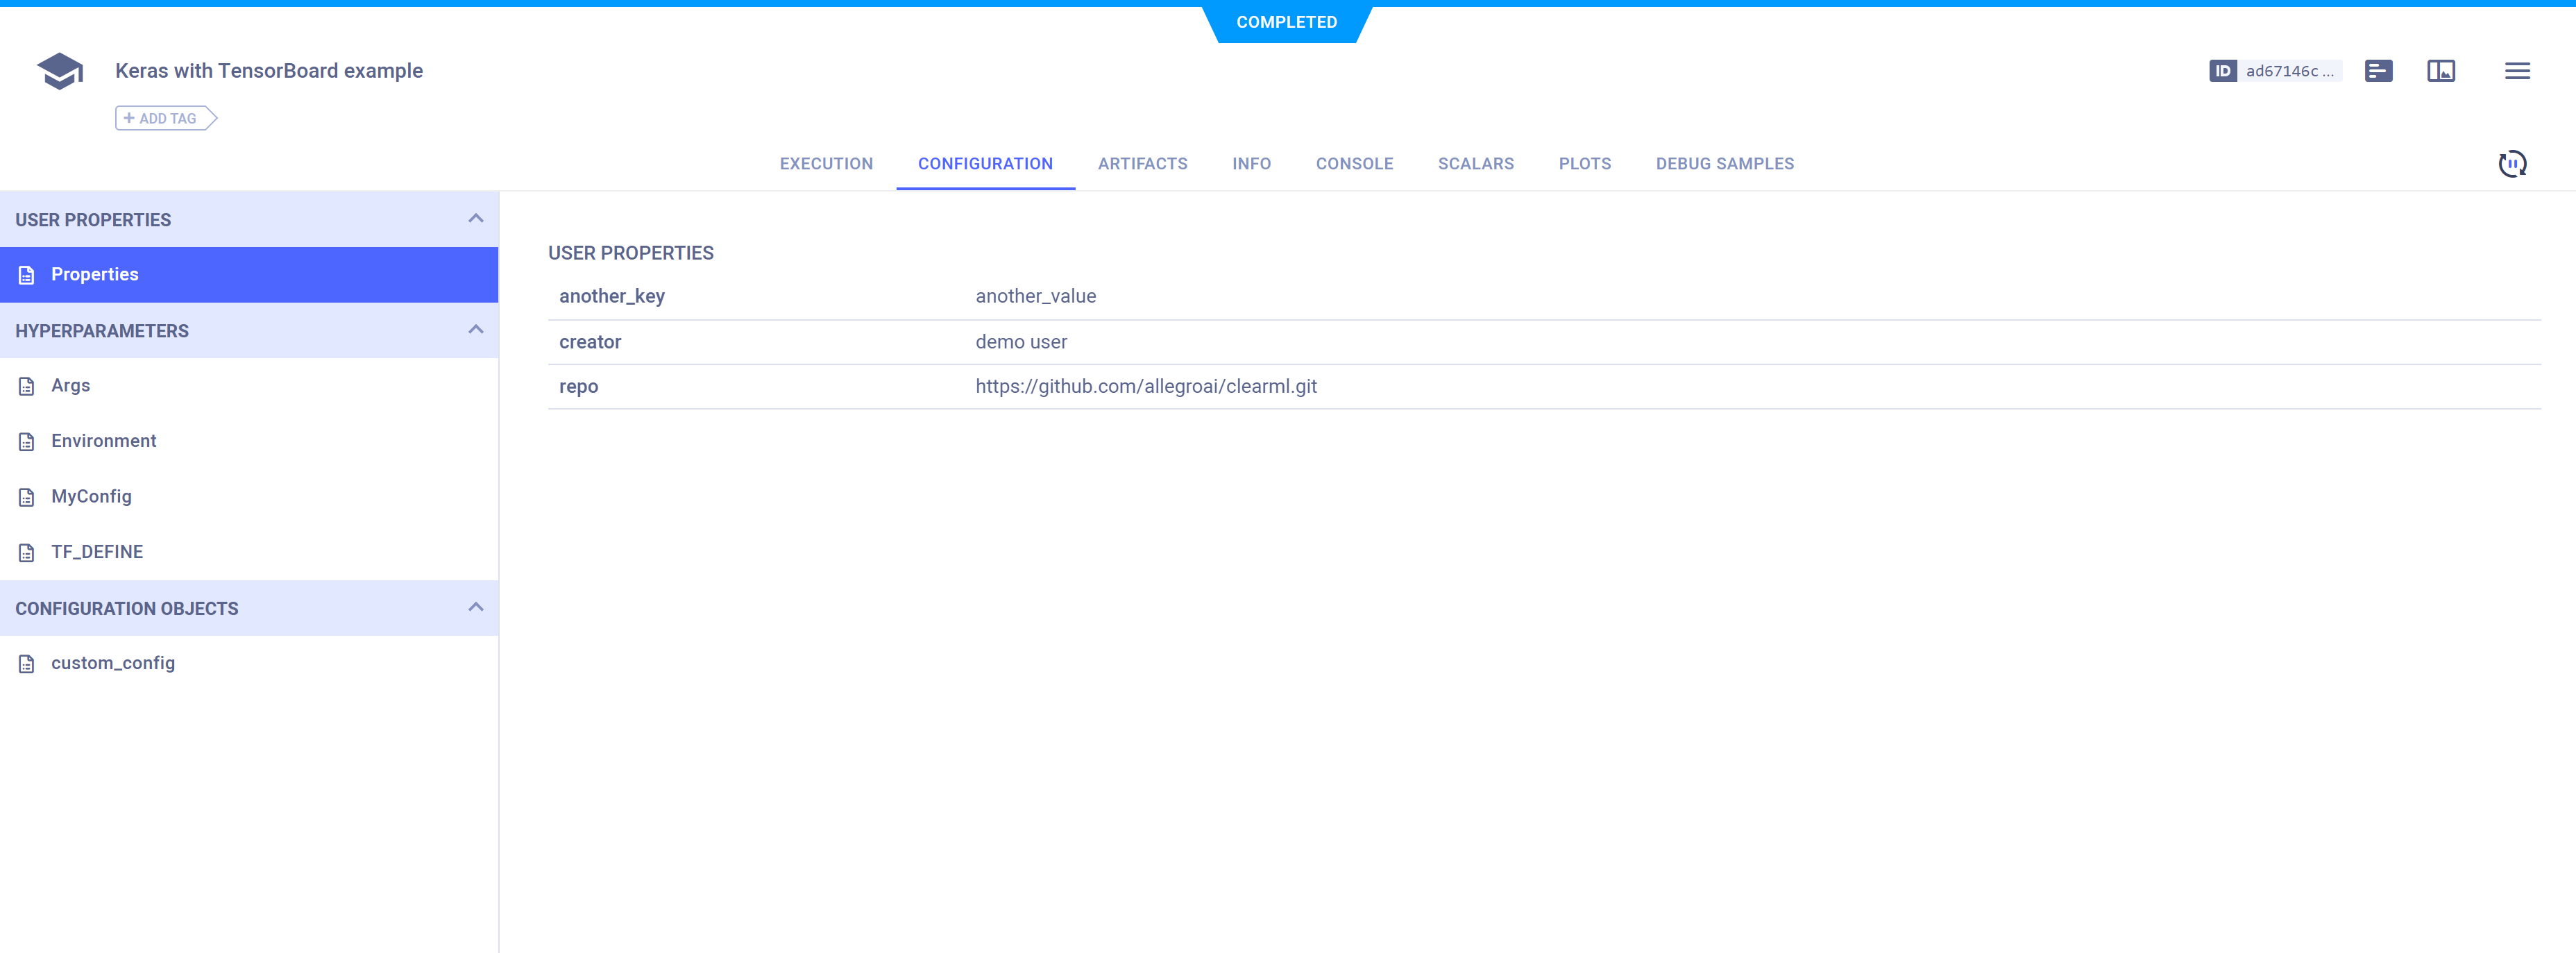 COMPLETED
Keras with TensorBoard example
ID ad67146c ...
+ ADD TAG
EXECUTION CONFIGURATION ARTIFACTS INFO CONSOLE SCALARS PLOTS DEBUG SAMPLES
USER PROPERTIES
Properties
HYPERPARAMETERS
Args
Environment
MyConfig
TF_DEFINE
CONFIGURATION OBJECTS
custom_config
USER PROPERTIES
another_key another_value
creator demo user
repo https://github.com/allegroai/clearml.git